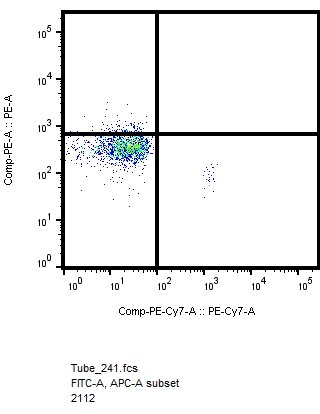 Comp-PE-A :: PE-A
10^5
10^4
10^3
10^2
10^1
10^0
10^0 10^1 10^2 10^3 10^4 10^5
Comp-PE-Cy7-A :: PE-Cy7-A
Tube_241.fcs
FITC-A, APC-A subset
2112